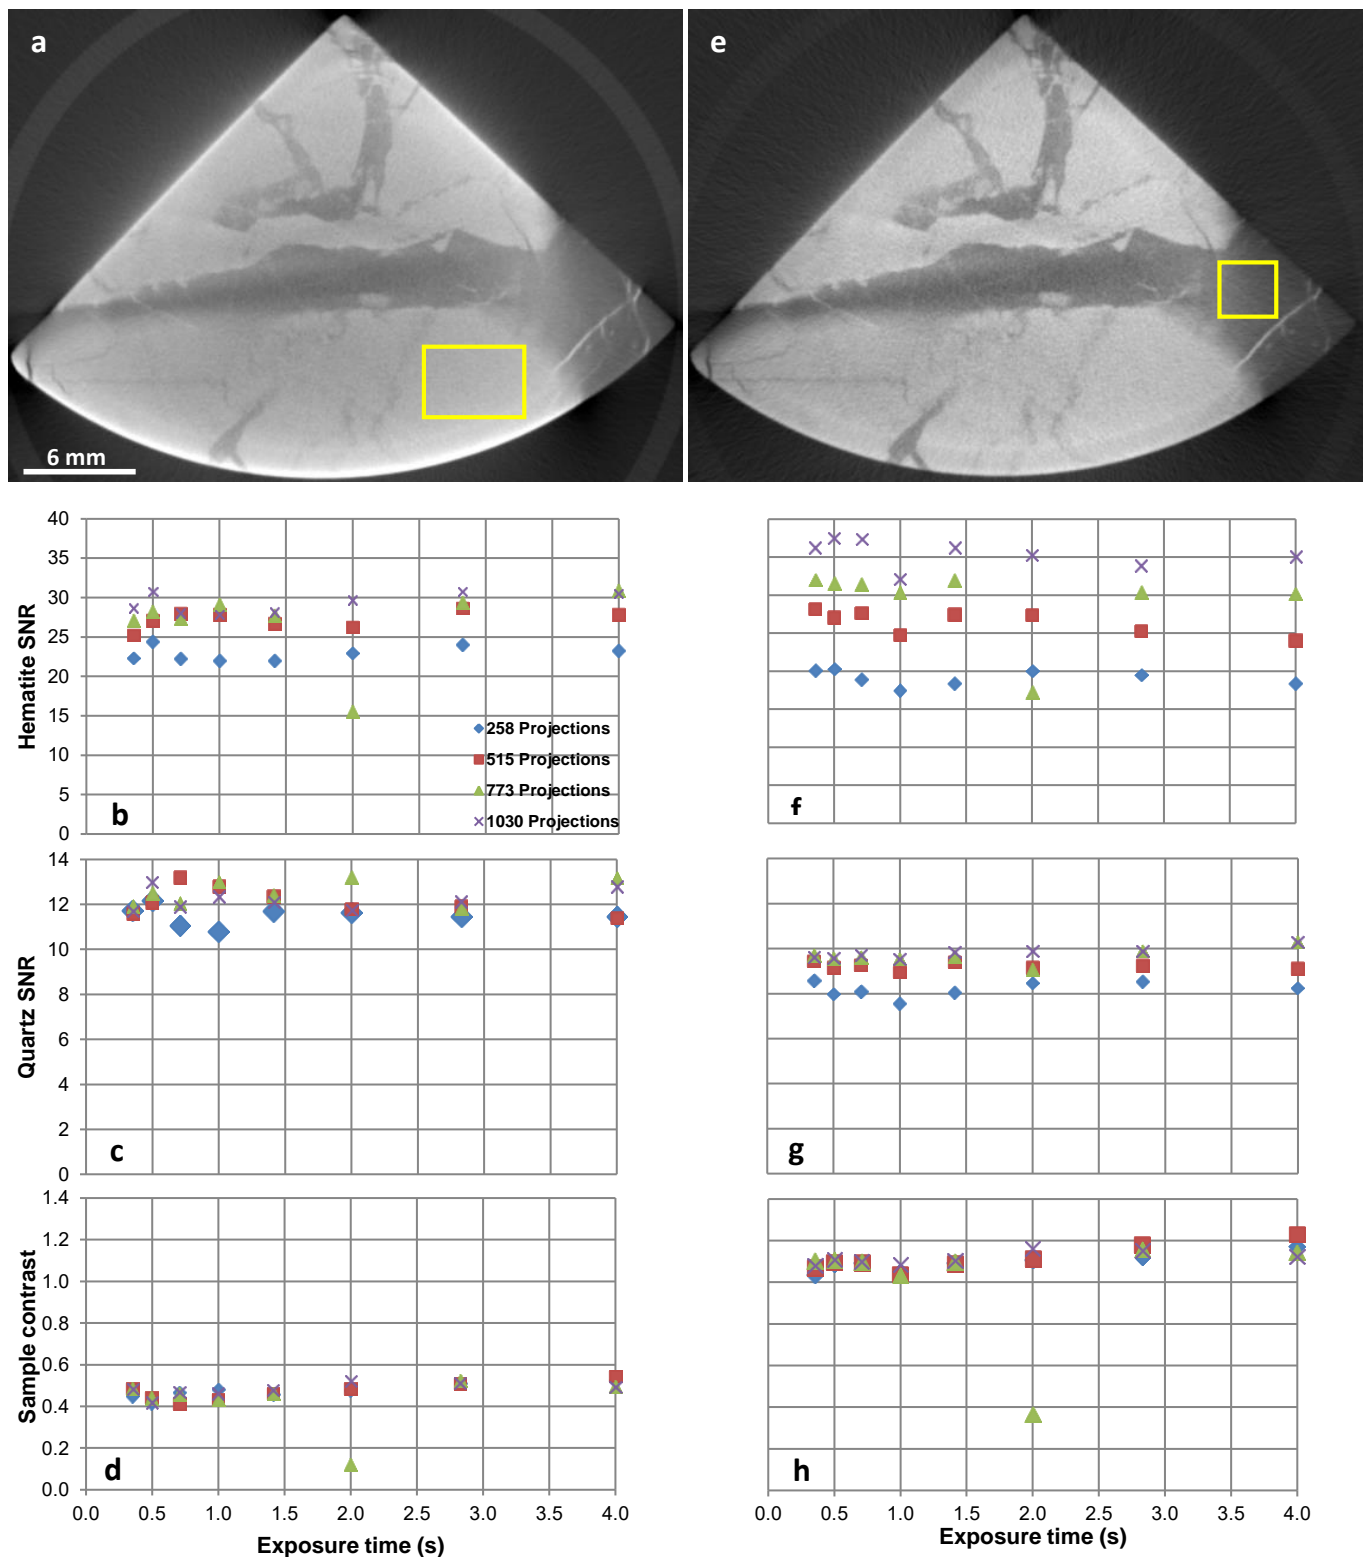 a
e
6 mm
40
35
30
25
20
15
10
5
0
Hematite SNR
258 Projections
515 Projections
773 Projections
1030 Projections
b
f
14
12
10
8
6
4
2
0
Quartz SNR
c
g
1.4
1.2
1.0
0.8
0.6
0.4
0.2
0.0
Sample contrast
d
h
0.0 0.5 1.0 1.5 2.0 2.5 3.0 3.5 4.0
0.0 0.5 1.0 1.5 2.0 2.5 3.0 3.5 4.0
Exposure time (s)
Exposure time (s)